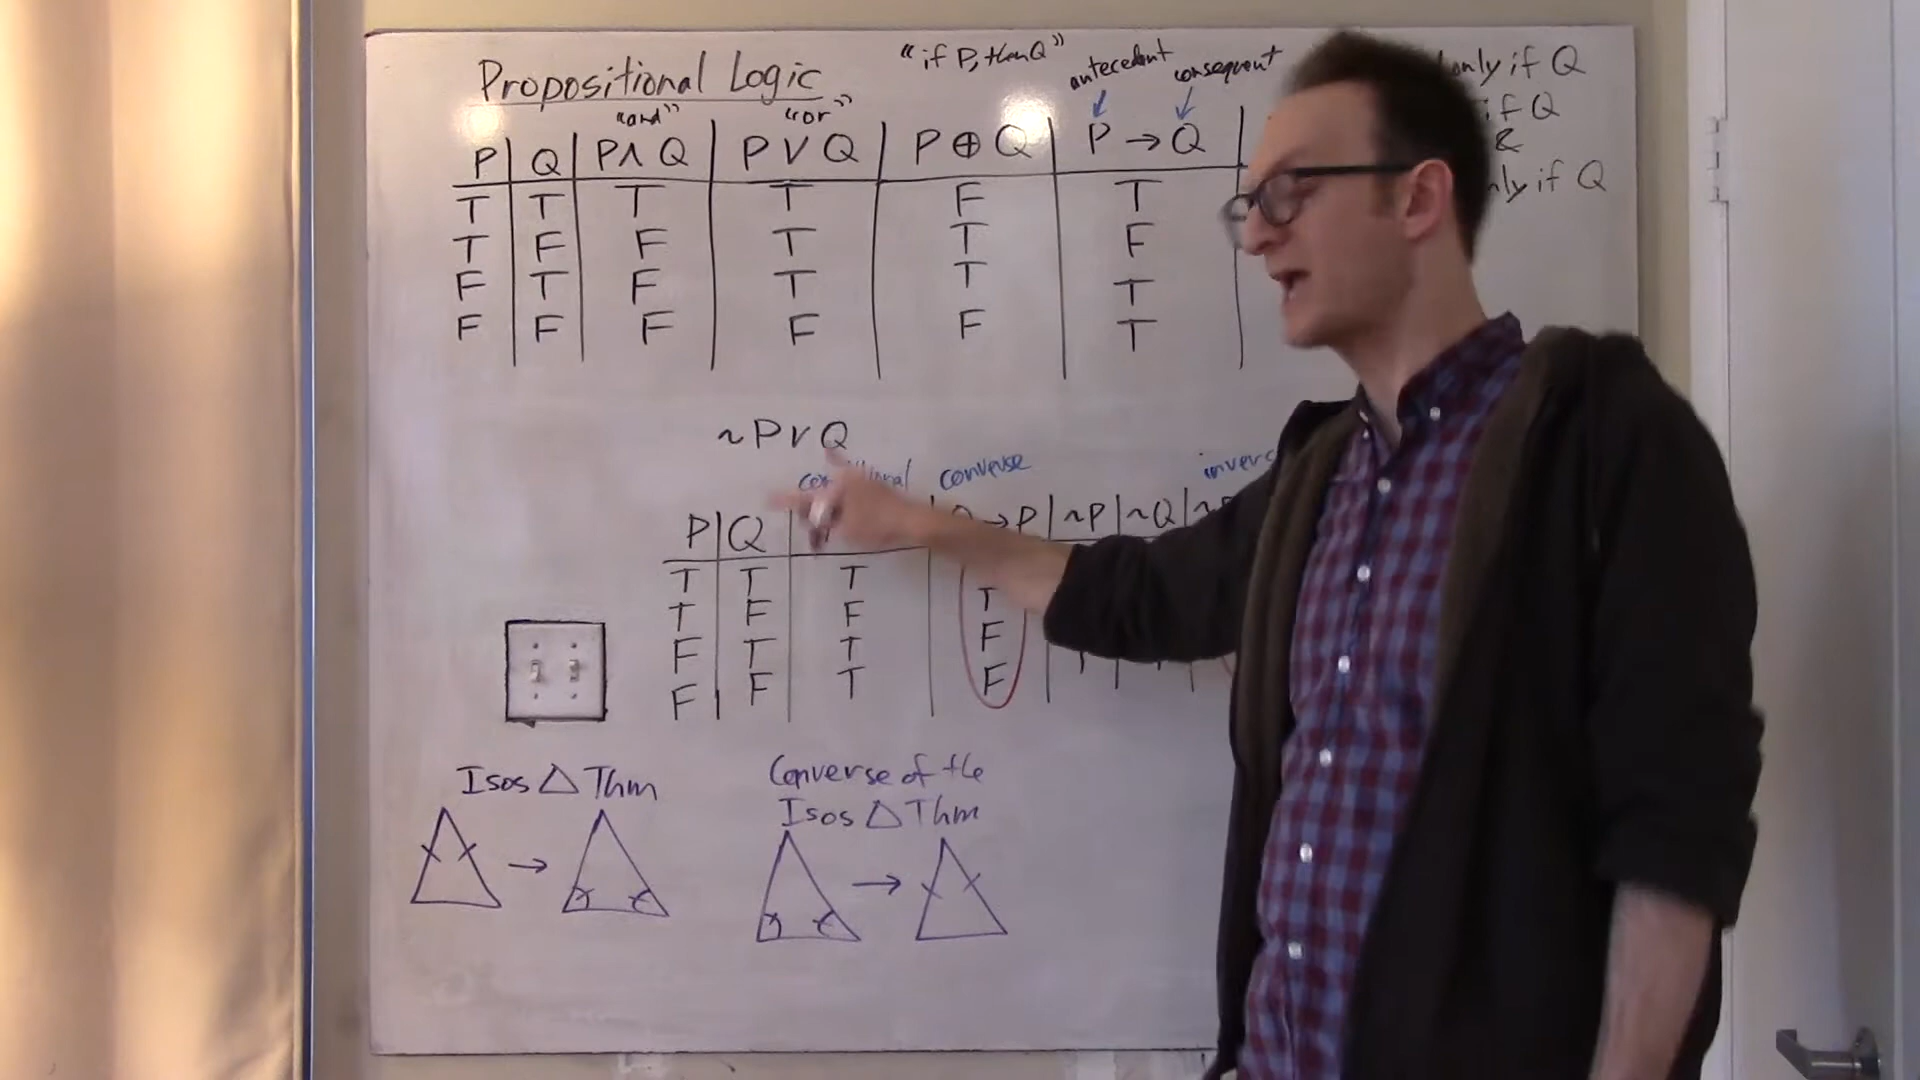 Propositional Logic
"if P, then Q"
antecedent consequent
only if Q
if Q
&
only if Q
"and" "or"
P Q P∧Q P∨Q P⊕Q P→Q
T T T T F T
T F F T T F
F T F T T T
F F F F F T
~P∨Q
converse
P Q →P ~P ~Q
T T T
T F F T
F T T F
F F T F
Isos △ Thm
→
Converse of the
Isos △ Thm
→